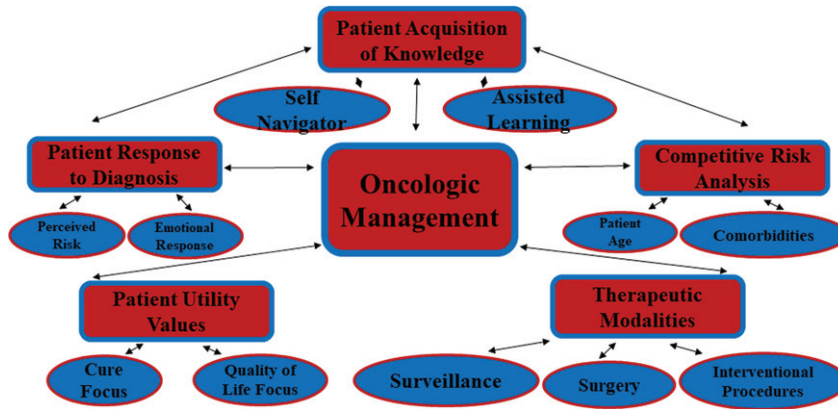 Patient Acquisition
of Knowledge
Self
Navigator
Assisted
Learning
Patient Response
to Diagnosis
Oncologic
Management
Competitive Risk
Analysis
Perceived
Risk
Emotional
Response
Patient
Age
Comorbidities
Patient Utility
Values
Therapeutic
Modalities
Cure
Focus
Quality of
Life Focus
Surveillance
Surgery
Interventional
Procedures